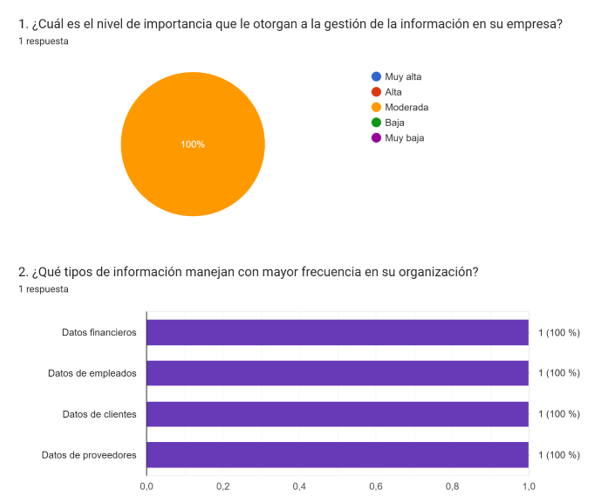 1. ¿Cuál es el nivel de importancia que le otorgan a la gestión de la información en su empresa?
1 respuesta
Muy alta
Alta
Moderada
Baja
Muy baja
100%
2. ¿Qué tipos de información manejan con mayor frecuencia en su organización?
1 respuesta
Datos financieros 1 (100 %)
Datos de empleados 1 (100 %)
Datos de clientes 1 (100 %)
Datos de proveedores 1 (100 %)
0,0 0,2 0,4 0,6 0,8 1,0